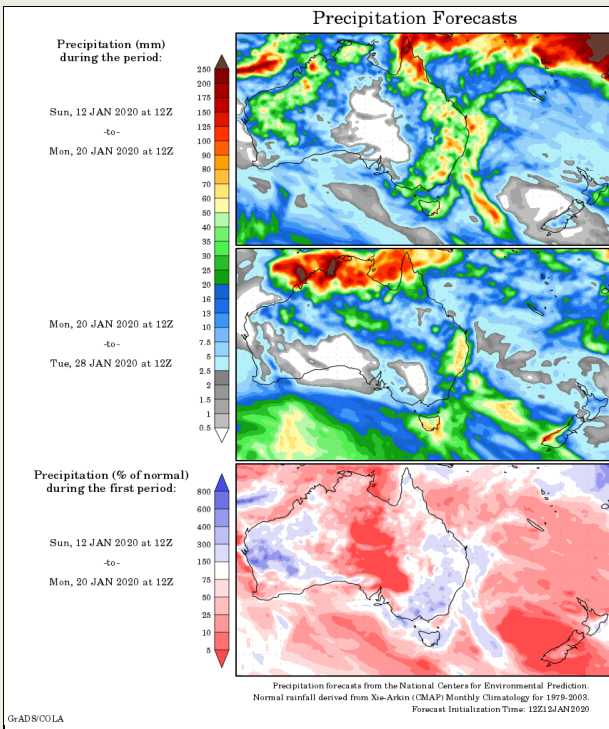 Precipitation Forecasts
Precipitation (mm)
during the period:
Sun, 12 JAN 2020 at 12Z
-to-
Mon, 20 JAN 2020 at 12Z
250
200
175
150
125
100
90
80
70
60
50
40
35
30
25
20
16
13
10
7.5
5
2.5
2
1.5
1
0.5
Mon, 20 JAN 2020 at 12Z
-to-
Tue, 28 JAN 2020 at 12Z
Precipitation (% of normal)
during the first period:
Sun, 12 JAN 2020 at 12Z
-to-
Mon, 20 JAN 2020 at 12Z
800
600
400
300
150
75
50
25
10
5
Precipitation forecasts from the National Centers for Environmental Prediction.
Normal rainfall derived from Xie-Arkin (CMAP) Monthly Climatology for 1979-2003.
Forecast Initialization Time: 12Z12JAN2020
GrADS/COLA